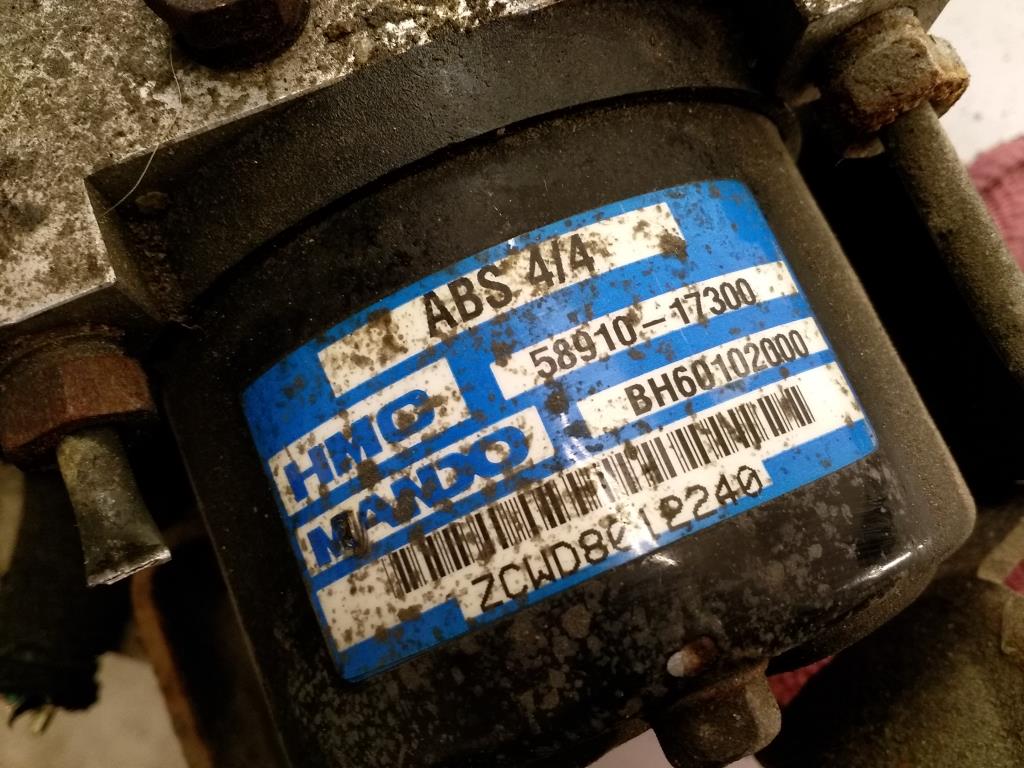 ABS 4/4
HMC
58910-17300
MANDO
BH60102000
ZCWD8012240